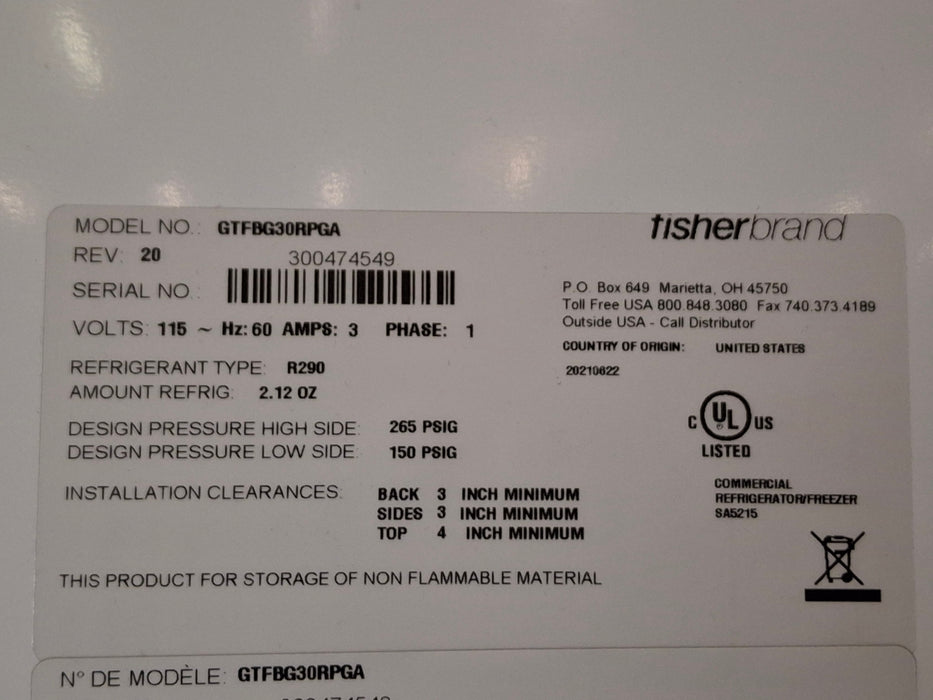 MODEL NO.: GTFBG30RPGA
fisherbrand
REV: 20
300474549
SERIAL NO.:
P.O. Box 649 Marietta, OH 45750
Toll Free USA 800.848.3080 Fax 740.373.4189
Outside USA - Call Distributor
VOLTS: 115 ~ Hz: 60 AMPS: 3 PHASE: 1
COUNTRY OF ORIGIN: UNITED STATES
20210622
REFRIGERANT TYPE: R290
AMOUNT REFRIG: 2.12 OZ
DESIGN PRESSURE HIGH SIDE: 265 PSIG
DESIGN PRESSURE LOW SIDE: 150 PSIG
C UL US
LISTED
COMMERCIAL
REFRIGERATOR/FREEZER
SA5215
INSTALLATION CLEARANCES: BACK 3 INCH MINIMUM
SIDES 3 INCH MINIMUM
TOP 4 INCH MINIMUM
THIS PRODUCT FOR STORAGE OF NON FLAMMABLE MATERIAL
N° DE MODÈLE: GTFBG30RPGA